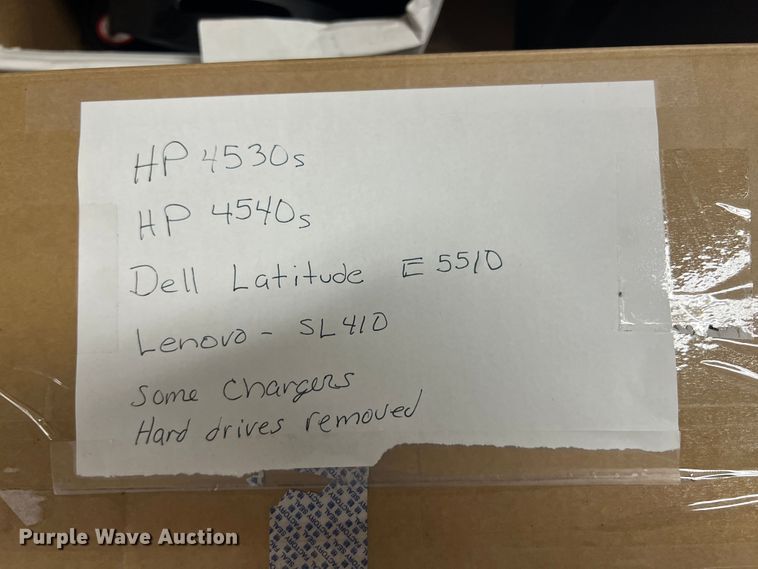 HP 4530s
HP 4540s
Dell Latitude E5510
Lenovo - SL410
Some Chargers
Hard drives removed
Purple Wave Auction